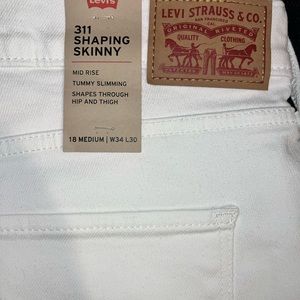 Levi's
311
SHAPING
SKINNY
MID RISE
TUMMY SLIMMING
SHAPES THROUGH
HIP AND THIGH
18 MEDIUM | W34 L30
LEVI STRAUSS & CO.
SAN FRANCISCO
CAL
ORIGINAL RIVETED
QUALITY CLOTHING